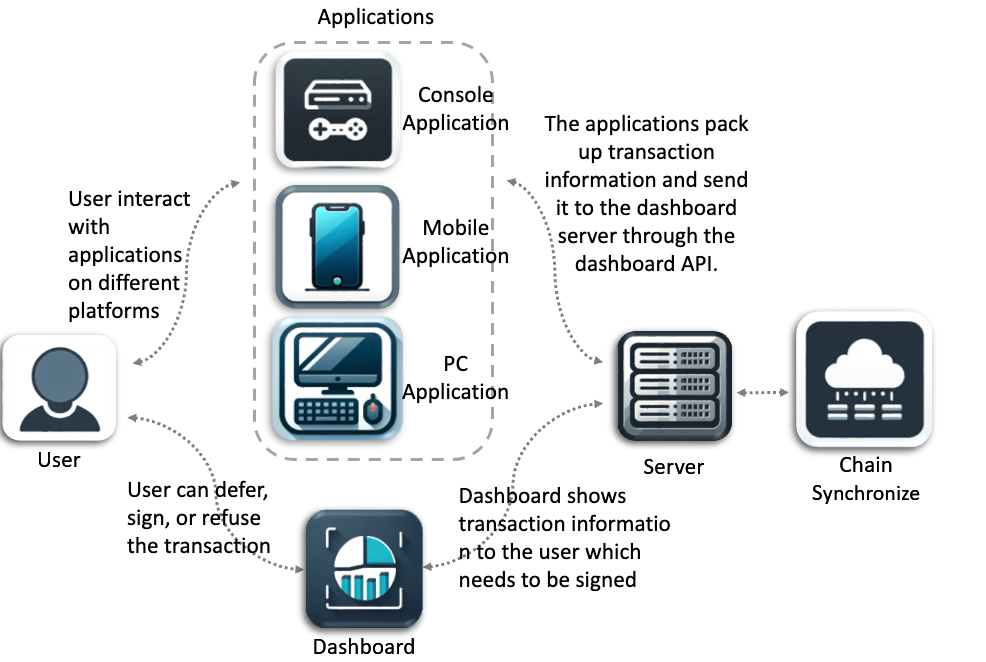 Applications
Console
Application
Mobile
Application
PC
Application
User interact
with
applications
on different
platforms
The applications pack
up transaction
information and send
it to the dashboard
server through the
dashboard API.
User
Server
Chain
Synchronize
User can defer,
sign, or refuse
the transaction
Dashboard shows
transaction informatio
n to the user which
needs to be signed
Dashboard